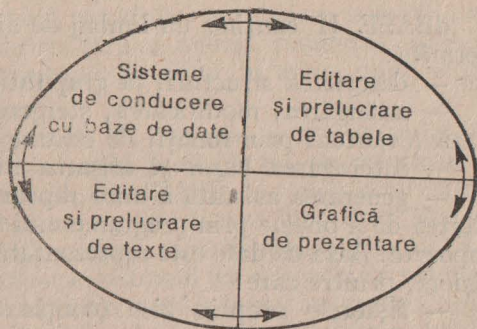 Sisteme
de conducere
cu baze de date
Editare
și prelucrare
de tabele
Editare
și prelucrare
de texte
Grafică
de prezentare